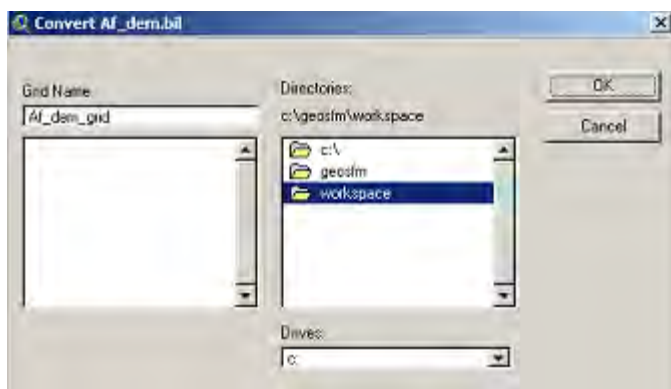 Convert Af_dem.bil
Grid Name
Af_dem_grid
Directories:
c:\geosfm\workspace
c:\
geosfm
workspace
Drives:
c:
OK
Cancel